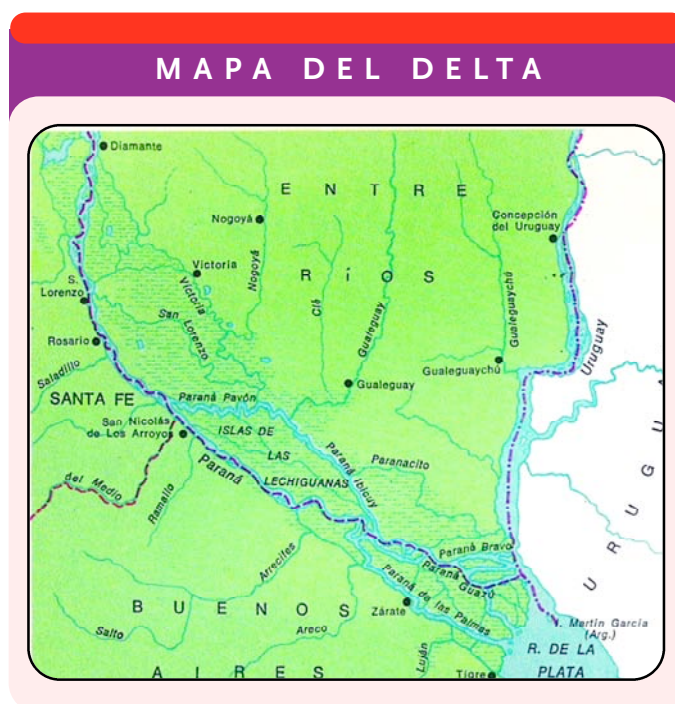 MAPA DEL DELTA
Diamante
ENTRE
Nogoyá
Concepción
del Uruguay
Victoria
Nogoyá
RÍOS
Victoria
Clé
Gualeguay
Gualeguaychú
S.
Lorenzo
San Lorenzo
Rosario
Uruguay
Saladillo
Gualeguaychú
Gualeguay
SANTA FE
Paraná Pavón
San Nicolás
de Los Arroyos
ISLAS DE
LAS
LECHIGUANAS
Paraná
Paraná Ibicuy
Paranacito
URUGUA
del Medio
Ramallo
Arrecifes
Paraná Bravo
Paraná
Guazú
Paraná de las Palmas
BUENOS
Zárate
Salto
Areco
I. Martín García
(Arg.)
Luján
R. DE LA
PLATA
AIRES
Tigre